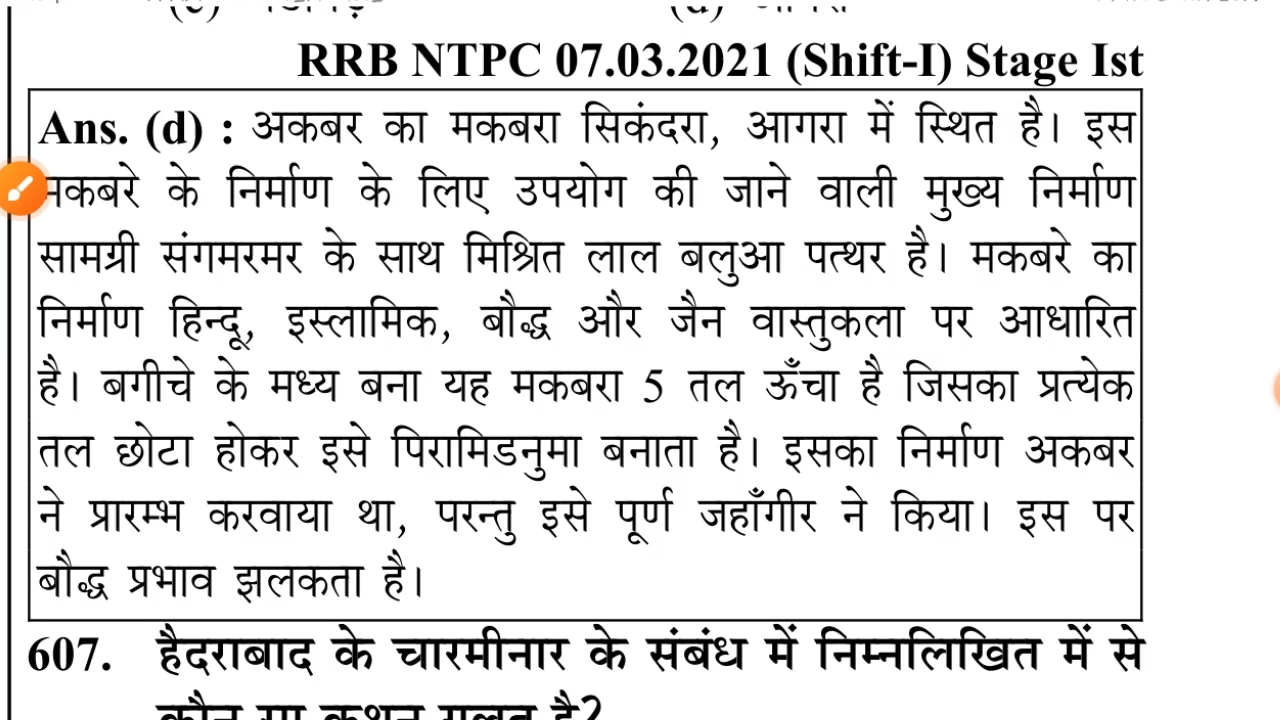 RRB NTPC 07.03.2021 (Shift-I) Stage Ist
Ans. (d) : अकबर का मकबरा सिकंदरा, आगरा में स्थित है। इस
मकबरे के निर्माण के लिए उपयोग की जाने वाली मुख्य निर्माण
सामग्री संगमरमर के साथ मिश्रित लाल बलुआ पत्थर है। मकबरे का
निर्माण हिन्दू, इस्लामिक, बौद्ध और जैन वास्तुकला पर आधारित
है। बगीचे के मध्य बना यह मकबरा 5 तल ऊँचा है जिसका प्रत्येक
तल छोटा होकर इसे पिरामिडनुमा बनाता है। इसका निर्माण अकबर
ने प्रारम्भ करवाया था, परन्तु इसे पूर्ण जहाँगीर ने किया। इस पर
बौद्ध प्रभाव झलकता है।
607. हैदराबाद के चारमीनार के संबंध में निम्नलिखित में से
कौन सा कथन गलत है?